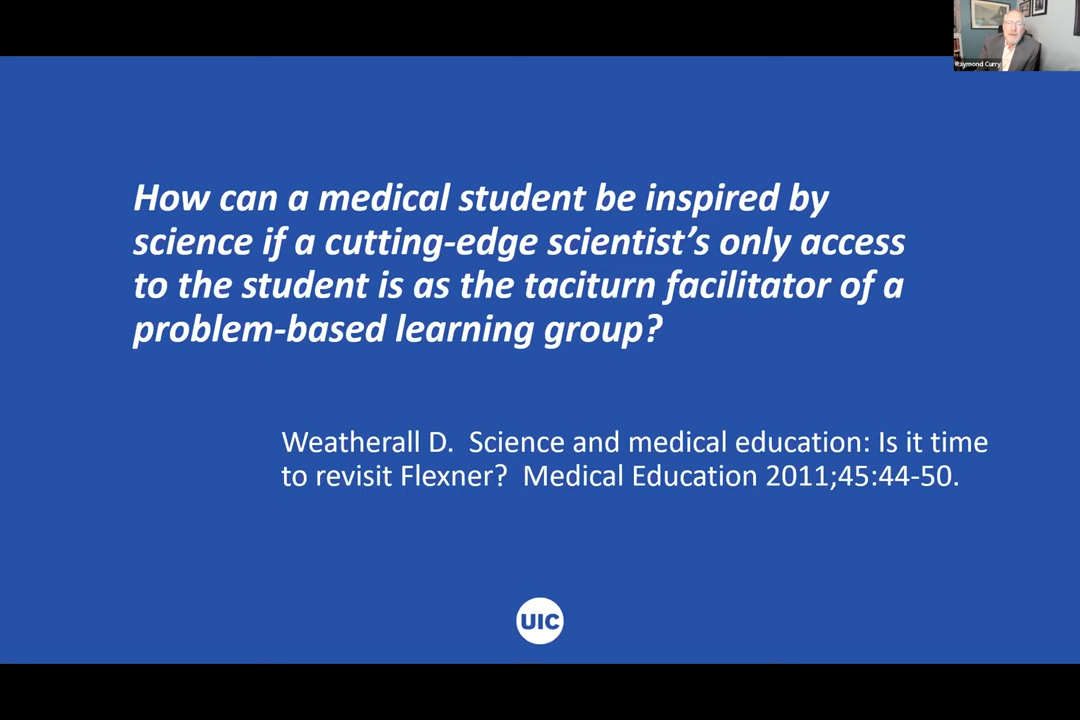 Raymond Curry
How can a medical student be inspired by
science if a cutting-edge scientist’s only access
to the student is as the taciturn facilitator of a
problem-based learning group?
Weatherall D.  Science and medical education: Is it time
to revisit Flexner?  Medical Education 2011;45:44-50.
UIC